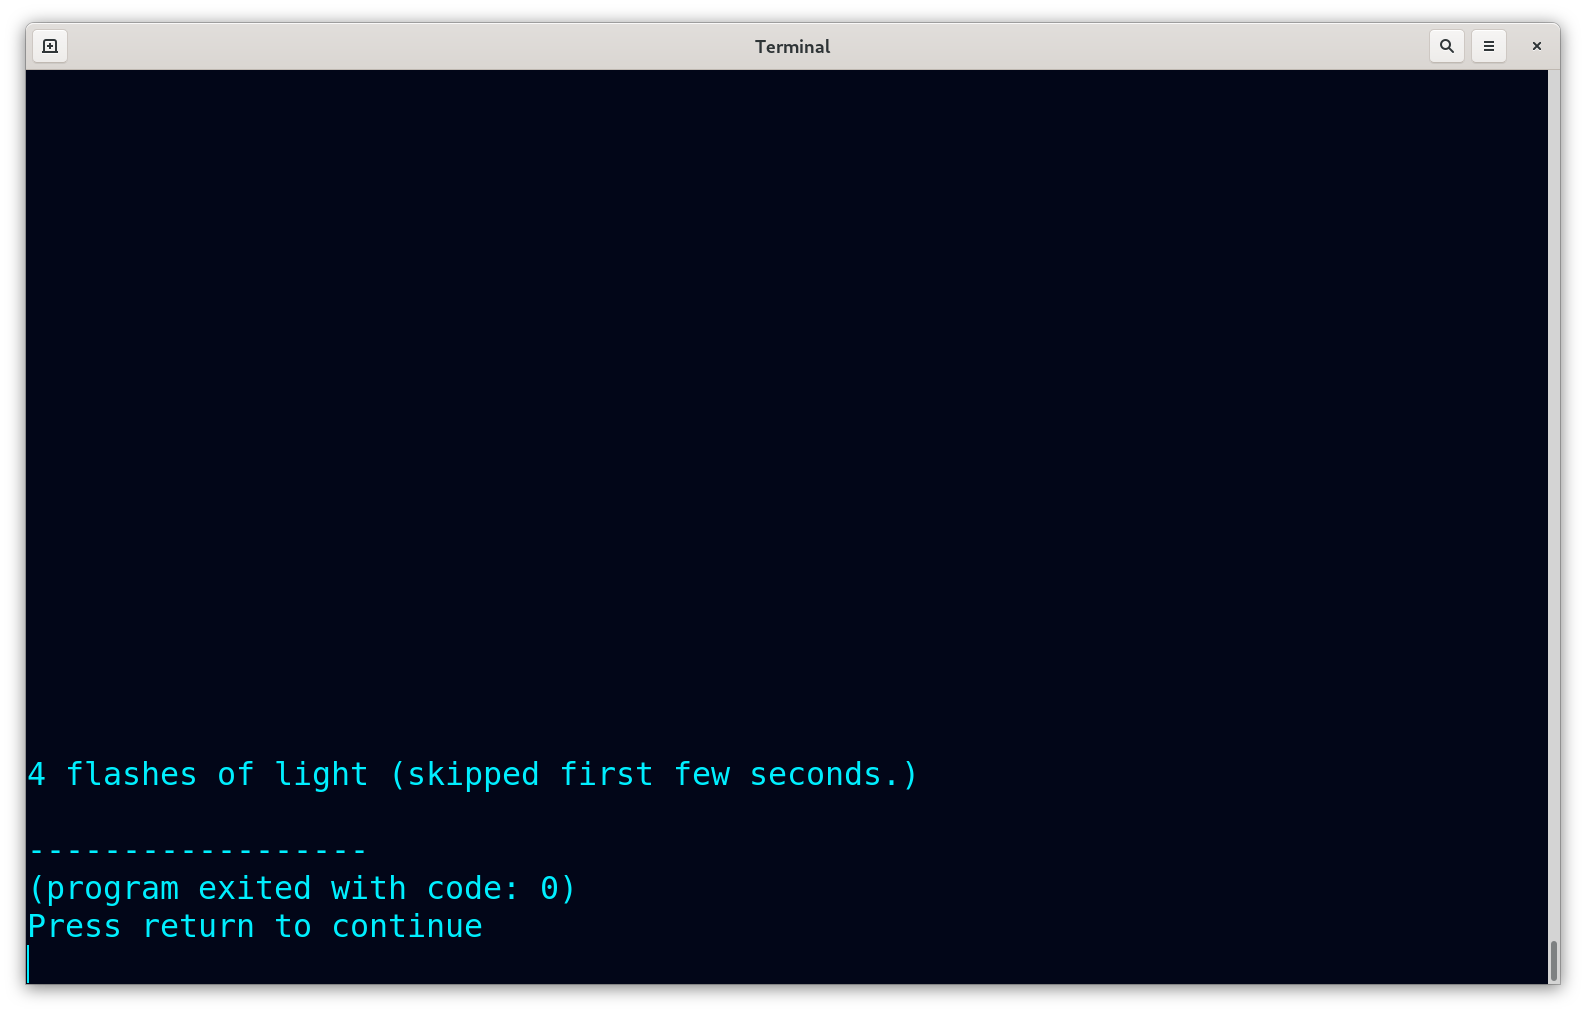 Terminal
4 flashes of light (skipped first few seconds.)
------------------
(program exited with code: 0)
Press return to continue